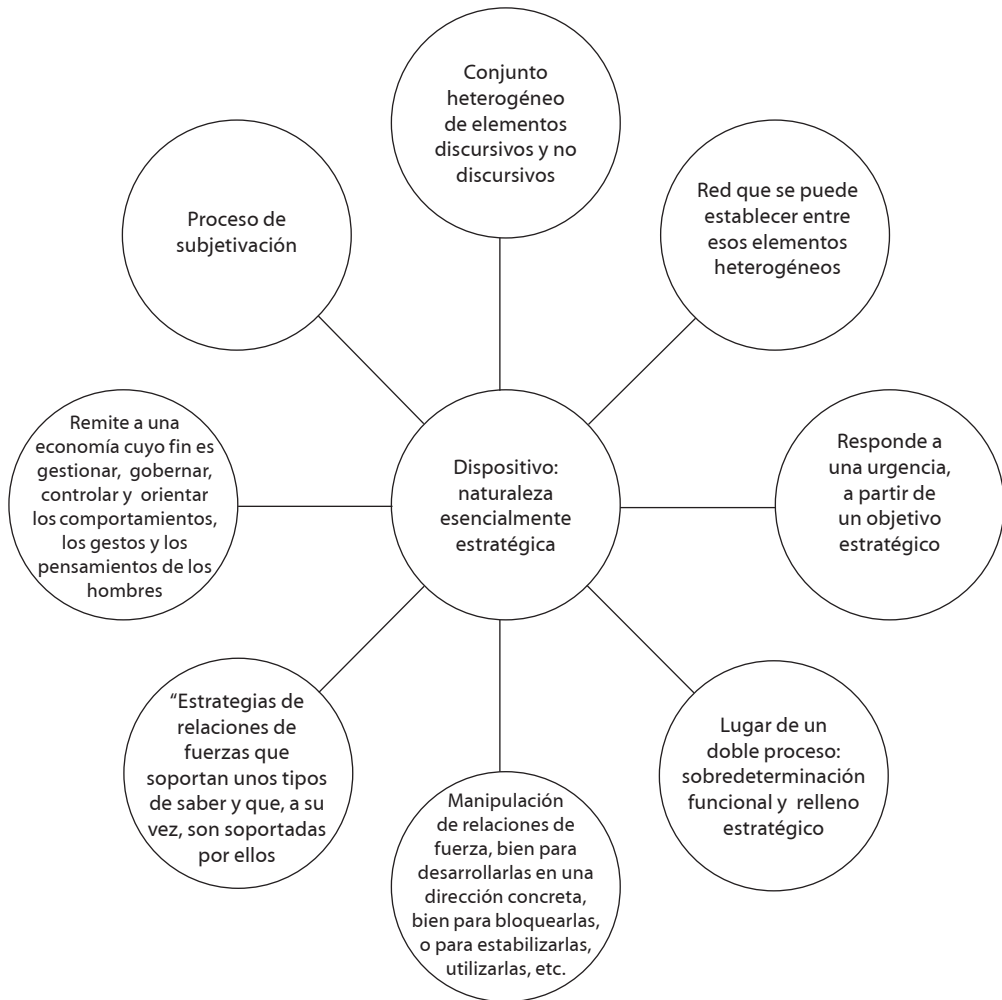 Conjunto
heterogéneo
de elementos
discursivos y no
discursivos
Red que se puede
establecer entre
esos elementos
heterogéneos
Proceso de
subjetivación
Remite a una
economía cuyo fin es
gestionar, gobernar,
controlar y orientar
los comportamientos,
los gestos y los
pensamientos de los
hombres
Dispositivo:
naturaleza
esencialmente
estratégica
Responde a
una urgencia,
a partir de
un objetivo
estratégico
“Estrategias de
relaciones de
fuerzas que
soportan unos tipos
de saber y que, a su
vez, son soportadas
por ellos
Manipulación
de relaciones de
fuerza, bien para
desarrollarlas en una
dirección concreta,
bien para bloquearlas,
o para estabilizarlas,
utilizarlas, etc.
Lugar de un
doble proceso:
sobredeterminación
funcional y relleno
estratégico